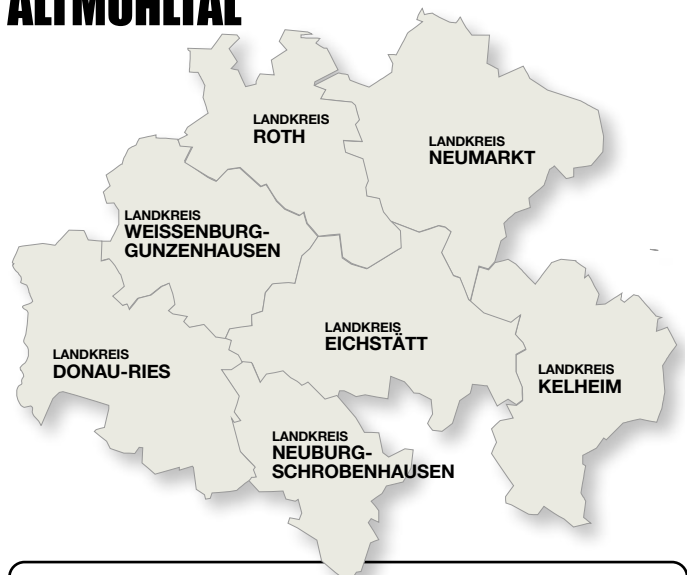 ALTMÜHLTAL
LANDKREIS
ROTH
LANDKREIS
NEUMARKT
LANDKREIS
WEISSENBURG-
GUNZENHAUSEN
LANDKREIS
EICHSTÄTT
LANDKREIS
DONAU-RIES
LANDKREIS
KELHEIM
LANDKREIS
NEUBURG-
SCHROBENHAUSEN